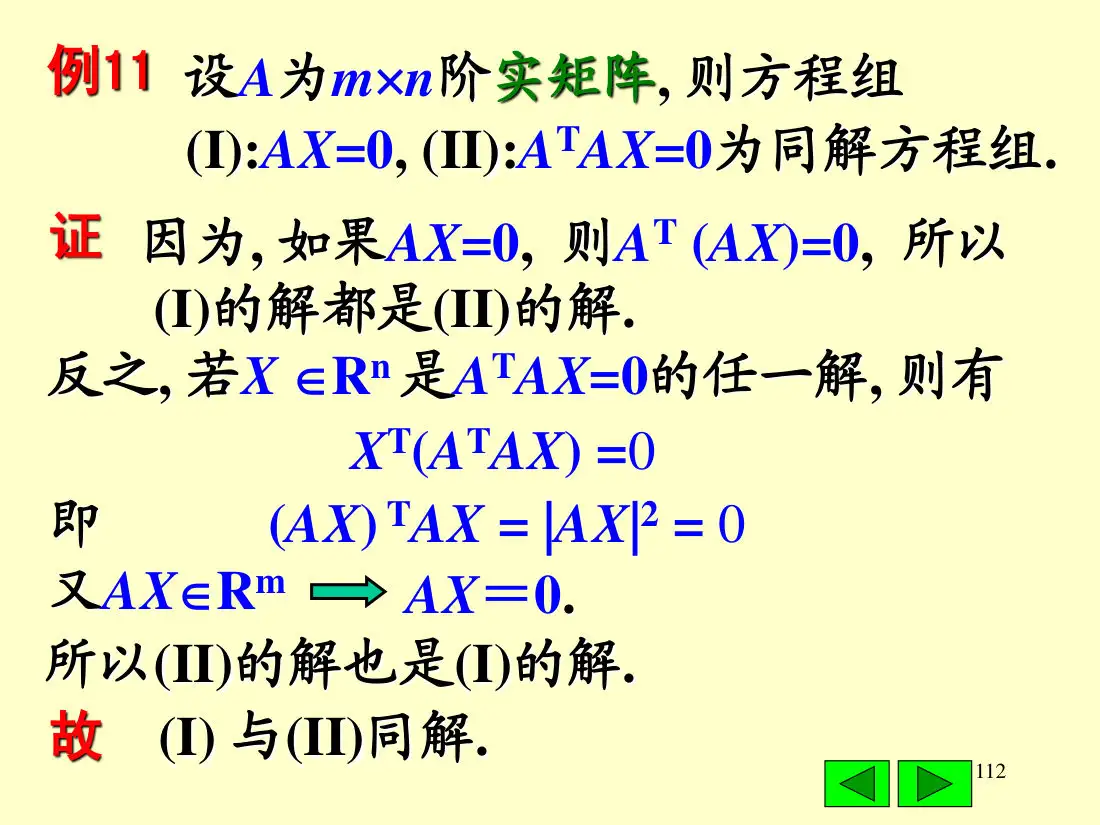 例11 设A为m×n阶实矩阵, 则方程组
(I):AX=0, (II):AᵀAX=0为同解方程组.
证 因为, 如果AX=0, 则Aᵀ (AX)=0, 所以
(I)的解都是(II)的解.
反之, 若X ∈Rⁿ是AᵀAX=0的任一解, 则有
Xᵀ(AᵀAX) =0
即 (AX) ᵀAX = |AX|² = 0
又AX∈Rᵐ AX＝0.
所以(II)的解也是(I)的解.
故 (I) 与(II)同解.
112